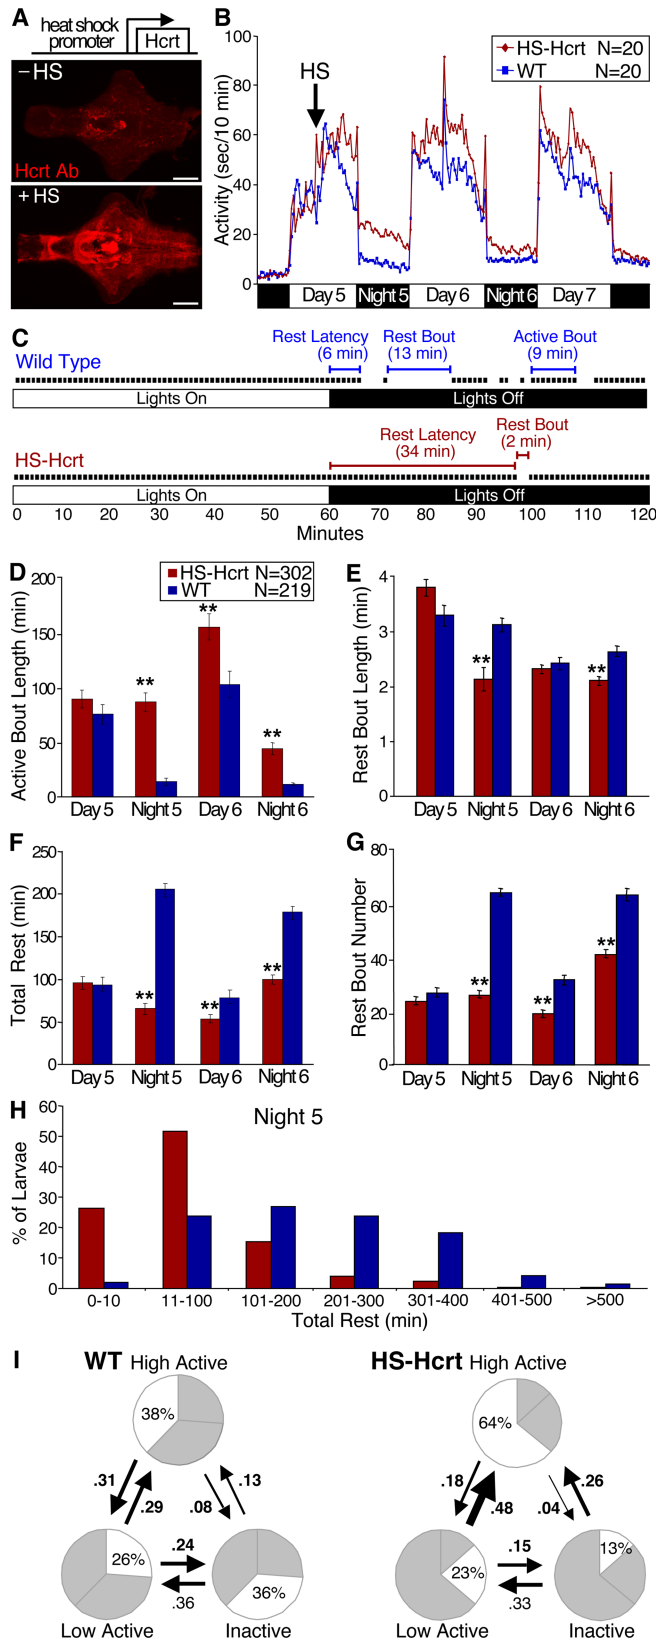 A
heat shock
promoter
Hcrt
– HS
Hcrt Ab
+ HS
B
HS-Hcrt N=20
WT N=20
HS
Activity (sec/10 min)
100
80
60
40
20
0
Day 5 Night 5 Day 6 Night 6 Day 7
C
Rest Latency
(6 min)
Rest Bout
(13 min)
Active Bout
(9 min)
Wild Type
Lights On Lights Off
Rest Bout
(2 min)
Rest Latency
(34 min)
HS-Hcrt
Lights On Lights Off
0 10 20 30 40 50 60 70 80 90 100 110 120
Minutes
D
HS-Hcrt N=302
WT N=219
Active Bout Length (min)
200
150
100
50
0
** ** **
Day 5 Night 5 Day 6 Night 6
E
Rest Bout Length (min)
4
3
2
1
0
** **
Day 5 Night 5 Day 6 Night 6
F
Total Rest (min)
250
200
150
100
50
0
** ** **
Day 5 Night 5 Day 6 Night 6
G
Rest Bout Number
80
60
40
20
0
** ** **
Day 5 Night 5 Day 6 Night 6
H
Night 5
% of Larvae
60
50
40
30
20
10
0
0-10 11-100 101-200 201-300 301-400 401-500 >500
Total Rest (min)
I
WT High Active
38%
.31
.29
.08
.13
26%
.24
.36
36%
Low Active Inactive
HS-Hcrt High Active
64%
.18
.48
.04
.26
23%
.15
.33
13%
Low Active Inactive